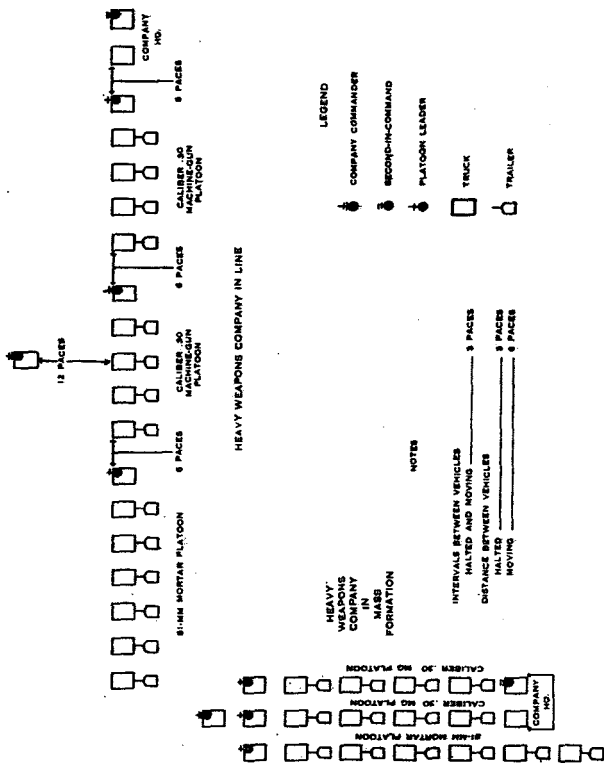 12 PACES
81-MM MORTAR PLATOON
6 PACES
CALIBER .30
MACHINE-GUN
PLATOON
6 PACES
CALIBER .30
MACHINE-GUN
PLATOON
6 PACES
COMPANY
HQ.
HEAVY WEAPONS COMPANY IN LINE
HEAVY
WEAPONS
COMPANY
IN
MASS
FORMATION
81-MM MORTAR PLATOON
CALIBER .30 MG PLATOON
CALIBER .30 MG PLATOON
COMPANY
HQ.
NOTES
INTERVALS BETWEEN VEHICLES
HALTED AND MOVING 3 PACES
DISTANCE BETWEEN VEHICLES
HALTED 3 PACES
MOVING 6 PACES
LEGEND
COMPANY COMMANDER
SECOND-IN-COMMAND
PLATOON LEADER
TRUCK
TRAILER